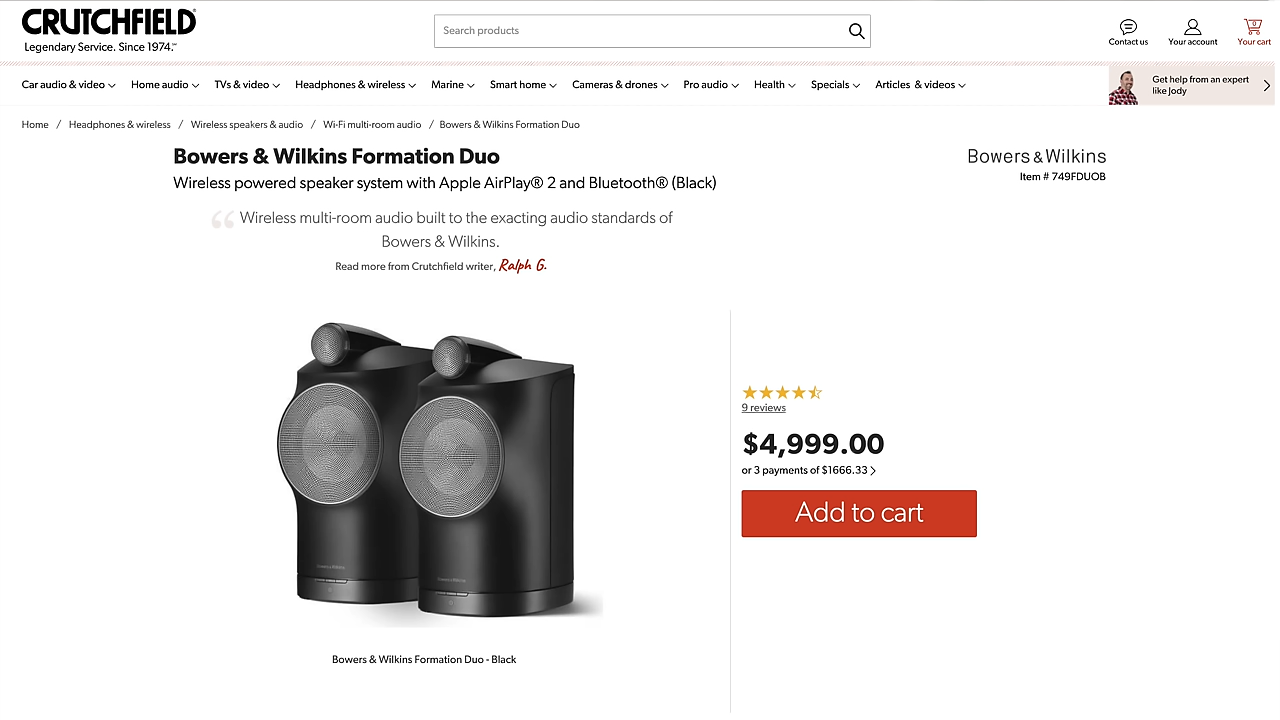 CRUTCHFIELD®
Legendary Service. Since 1974.℠
Search products
Contact us
Your account
0
Your cart
Car audio & video
Home audio
TVs & video
Headphones & wireless
Marine
Smart home
Cameras & drones
Pro audio
Health
Specials
Articles & videos
Get help from an expert
like Jody
Home / Headphones & wireless / Wireless speakers & audio / Wi-Fi multi-room audio / Bowers & Wilkins Formation Duo
Bowers & Wilkins Formation Duo
Bowers & Wilkins
Wireless powered speaker system with Apple AirPlay® 2 and Bluetooth® (Black)
Item # 749FDUOB
“Wireless multi-room audio built to the exacting audio standards of
Bowers & Wilkins.
Read more from Crutchfield writer, Ralph G.
9 reviews
$4,999.00
or 3 payments of $1666.33
Add to cart
Bowers & Wilkins
Bowers & Wilkins
Bowers & Wilkins Formation Duo - Black